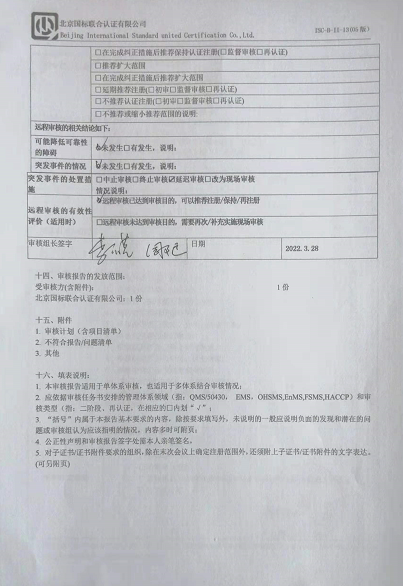 北京国标联合认证有限公司
Beijing International Standard united Certification Co., Ltd.
ISC-B-II-13(06版)
□在完成纠正措施后推荐保持认证注册(□监督审核□再认证)
□推荐扩大范围
□在完成纠正措施后推荐扩大范围
□延期推荐注册(□初审□监督审核□再认证)
□不推荐认证注册(□初审□监督审核□再认证)
□不推荐或缩小推荐范围的说明:
远程审核的相关结论如下:
可能降低可靠性的障碍
☑未发生□有发生,说明:
突发事件的情况
☑未发生□有发生,说明:
突发事件的处置措施
□中止审核□终止审核☑延迟审核□改为现场审核
情况说明:
远程审核的有效性评价(适用时)
☑远程审核已达到审核目的,可以推荐注册/保持/再注册
□远程审核未达到审核目的,需要再次/补充实施现场审核
审核组长签字
日期
2022.3.28
十四、审核报告的发放范围:
受审核方(含附件): 1份
北京国标联合认证有限公司: 1份
十五、附件
1. 审核计划(含项目清单)
2. 不符合报告/问题清单
3. 其他
十六、填表说明:
1. 本审核报告适用于单体系审核,也适用于多体系结合审核情况;
2. 应依据审核任务书安排的管理体系领域(指: QMS/50430, EMS, OHSMS,EnMS,FSMS,HACCP)和审
核类型(指: 二阶段、再认证,在相应的□内划“√”;
3 “括号”内属于本报告基本要求的内容,除按要求填写外,未说明的一般应说明负面的发现和潜在的问
题或审核组认为应该指明的情况,内容多时可附页;
4. 公正性声明和审核报告签字处需本人亲笔签名。
5. 对子证书/证书附件要求的组织,除在末次会议上确定注册范围外,还须附上子证书/证书附件的文字表达。
(可另附页)